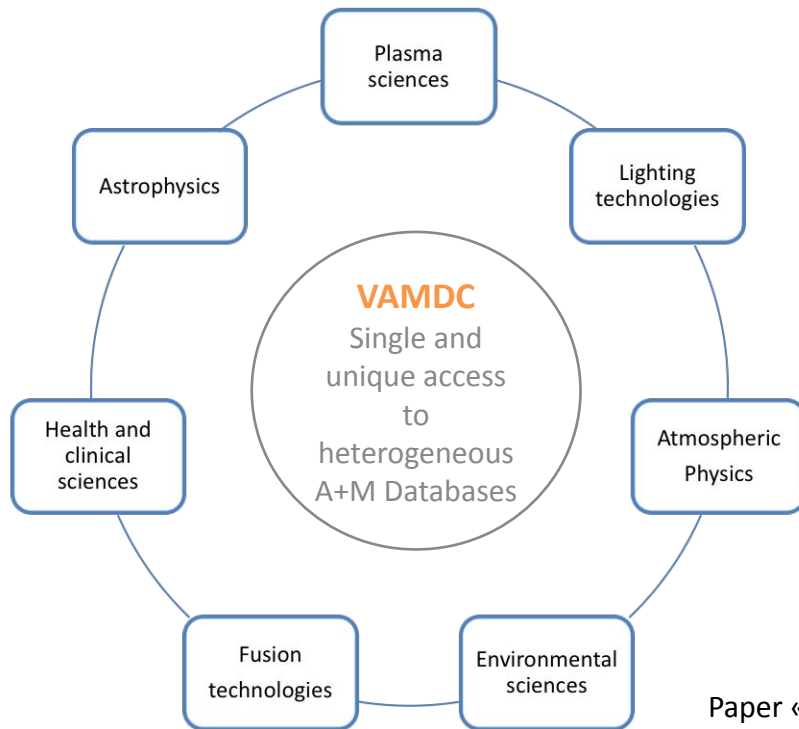 Plasma
sciences
Astrophysics
Lighting
technologies
VAMDC
Single and
unique access
to
heterogeneous
A+M Databases
Health and
clinical
sciences
Atmospheric
Physics
Fusion
technologies
Environmental
sciences
Paper «